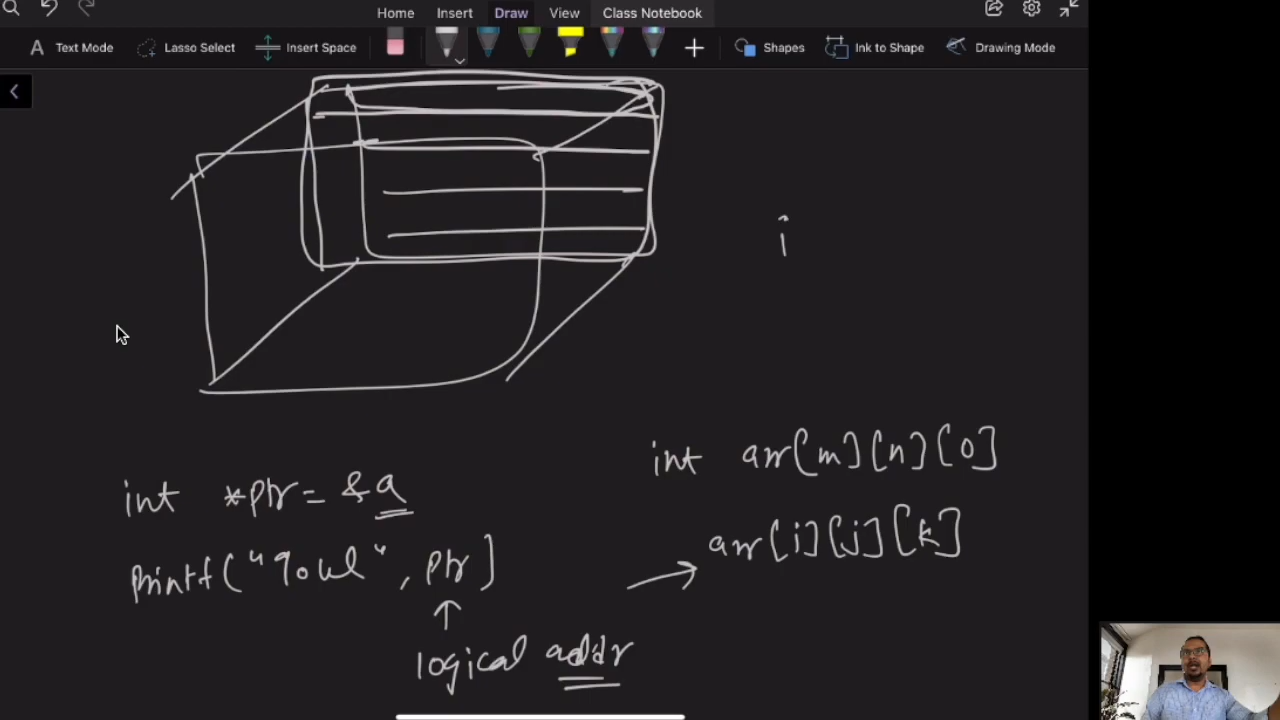 Home Insert Draw View Class Notebook
A Text Mode Lasso Select Insert Space Shapes Ink to Shape Drawing Mode
i
int arr[m][n][o]
int *ptr = &a
arr[i][j][k]
printf("%u", ptr)
logical addr